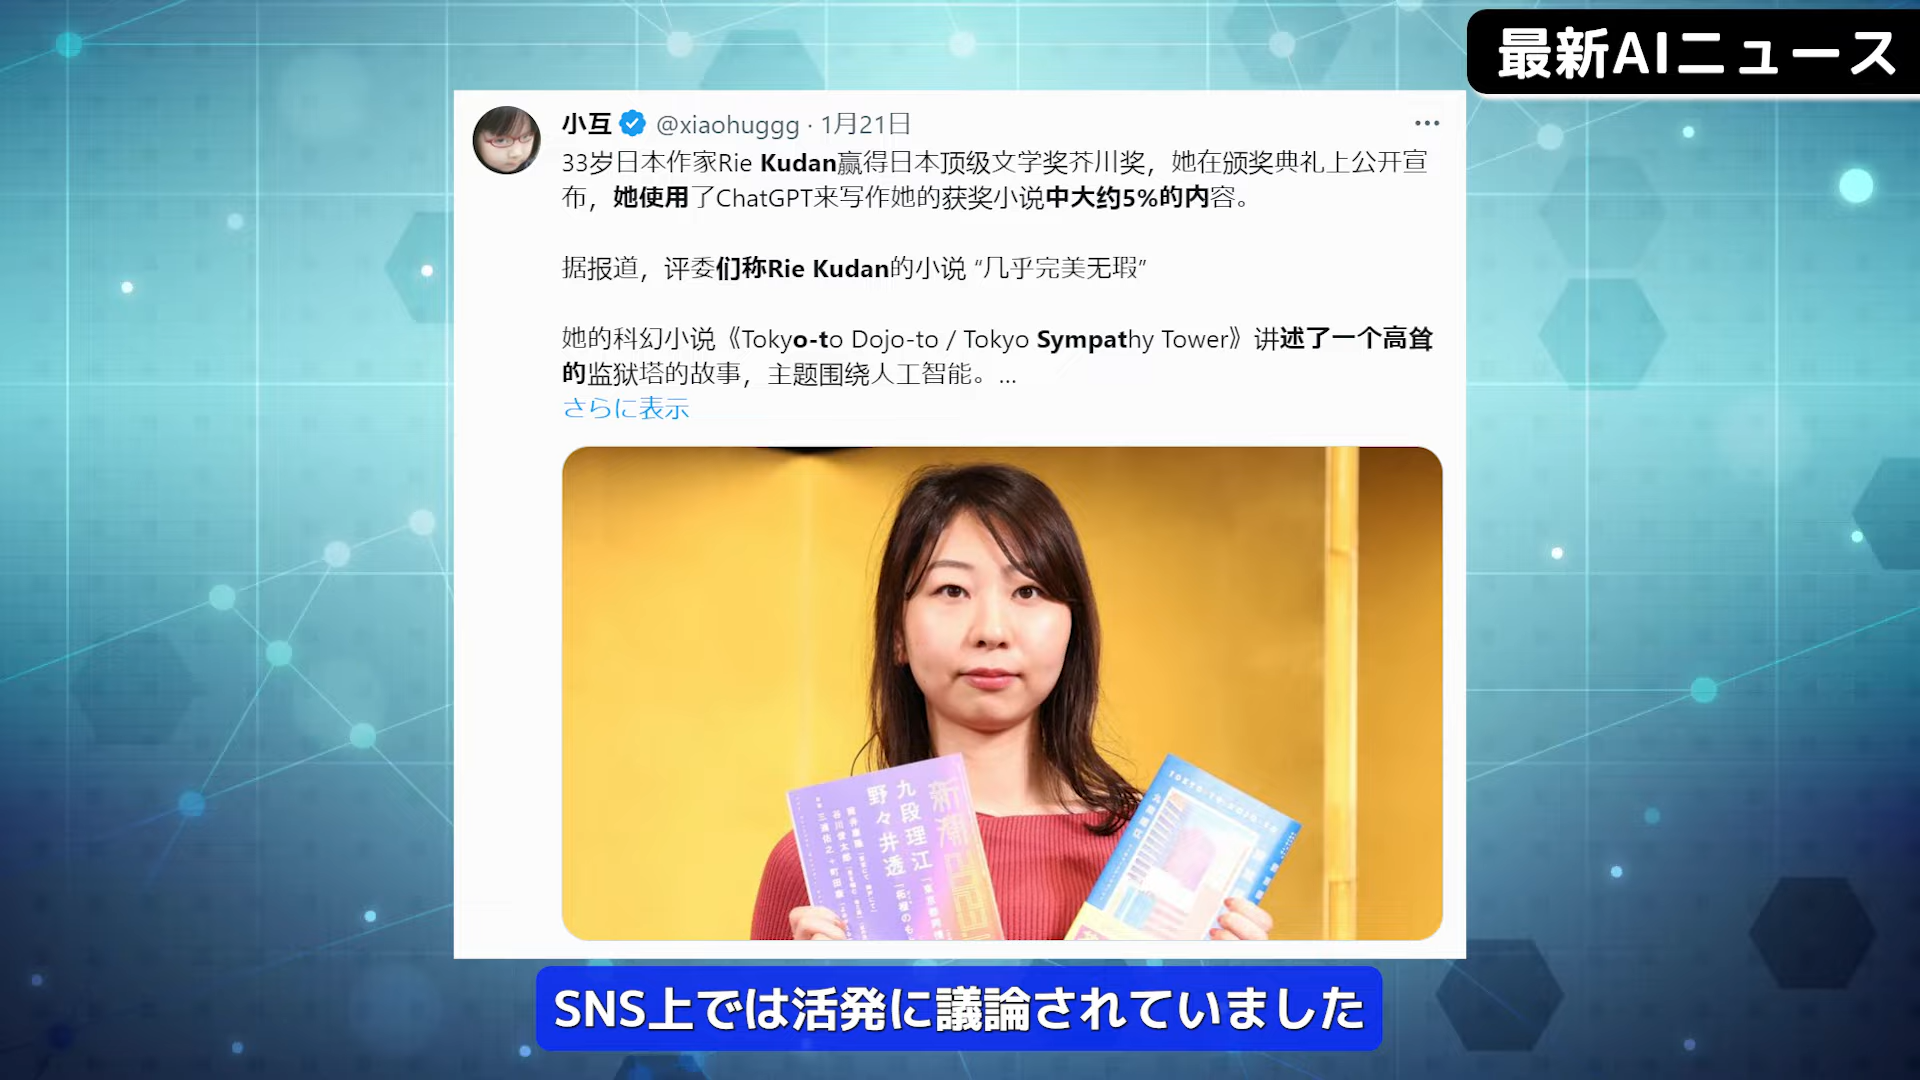 最新AIニュース
小互 @xiaohuggg · 1月21日
33岁日本作家Rie Kudan赢得日本顶级文学奖芥川奖，她在颁奖典礼上公开宣
布，她使用了ChatGPT来写作她的获奖小说中大约5%的内容。
据报道，评委们称Rie Kudan的小说 “几乎完美无瑕”
她的科幻小说《Tokyo-to Dojo-to / Tokyo Sympathy Tower》讲述了一个高耸
的监狱塔的故事，主题围绕人工智能。...
さらに表示
新潮
九段理江
野々井透
TOKYO-TO DOJO-TO
SNS上では活発に議論されていました